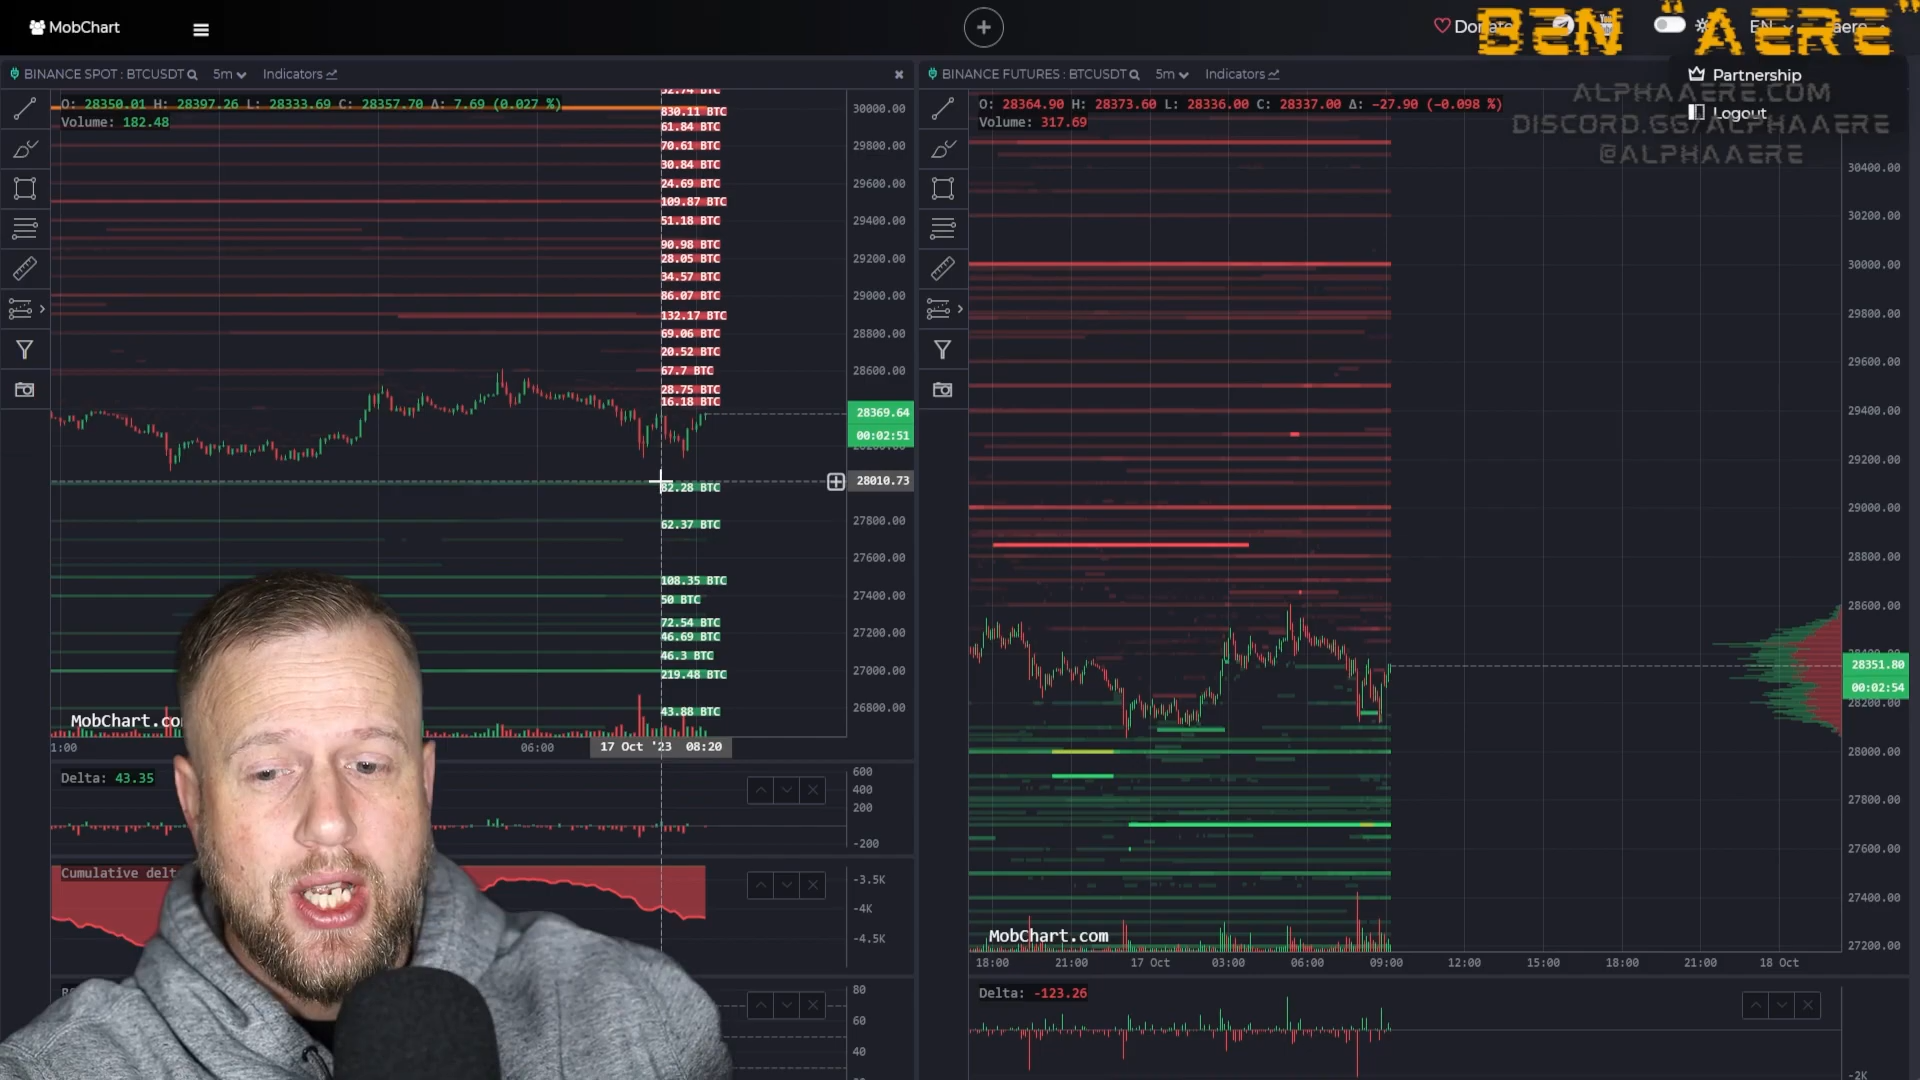 MobChart
Donate
EN
BEN "AERE"
BINANCE SPOT : BTCUSDT
5m
Indicators
O: 28350.01 H: 28397.26 L: 28333.69 C: 28357.70 Δ: 7.69 (0.027 %)
Volume: 182.48
830.11 BTC
61.84 BTC
70.61 BTC
30.84 BTC
24.69 BTC
109.87 BTC
51.18 BTC
90.98 BTC
28.05 BTC
34.57 BTC
86.07 BTC
132.17 BTC
69.06 BTC
20.52 BTC
67.7 BTC
28.75 BTC
16.18 BTC
82.28 BTC
62.37 BTC
108.35 BTC
50 BTC
72.54 BTC
46.69 BTC
46.3 BTC
219.48 BTC
43.88 BTC
30000.00
29800.00
29600.00
29400.00
29200.00
29000.00
28800.00
28600.00
28369.64
00:02:51
28010.73
27800.00
27600.00
27400.00
27200.00
27000.00
26800.00
06:00
17 Oct '23 08:20
Delta: 43.35
600
400
200
-200
-3.5K
-4K
-4.5K
80
60
40
BINANCE FUTURES : BTCUSDT
5m
Indicators
O: 28364.90 H: 28373.60 L: 28336.00 C: 28337.00 Δ: -27.90 (-0.098 %)
Volume: 317.69
Partnership
ALPHAAERE.COM
Logout
DISCORD.GG/ALPHAAERE
@ALPHAAERE
30400.00
30200.00
30000.00
29800.00
29600.00
29400.00
29200.00
29000.00
28800.00
28600.00
28351.80
00:02:54
28200.00
28000.00
27800.00
27600.00
27400.00
27200.00
MobChart.com
18:00
21:00
17 Oct
03:00
06:00
09:00
12:00
15:00
18:00
21:00
18 Oct
Delta: -123.26
-2K